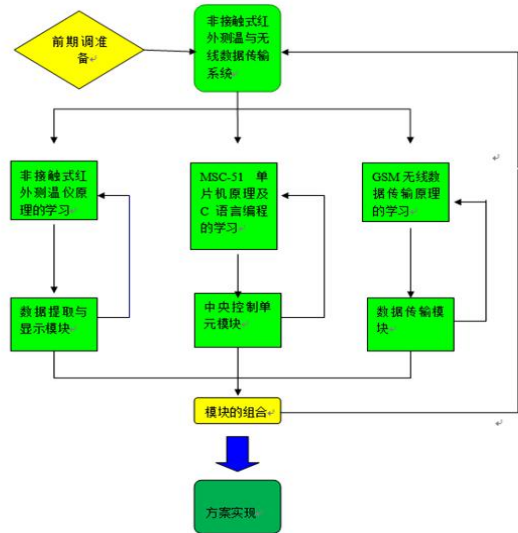 前期调准
备
非接触式红
外测温与无
线数据传输
系统
非接触式红
外测温仪原
理的学习
MSC-51 单
片机原理及
C 语言编程
的学习
GSM 无线数
据传输原理
的学习
数据提取与
显示模块
中央控制单
元模块
数据传输模
块
模块的组合
方案实现